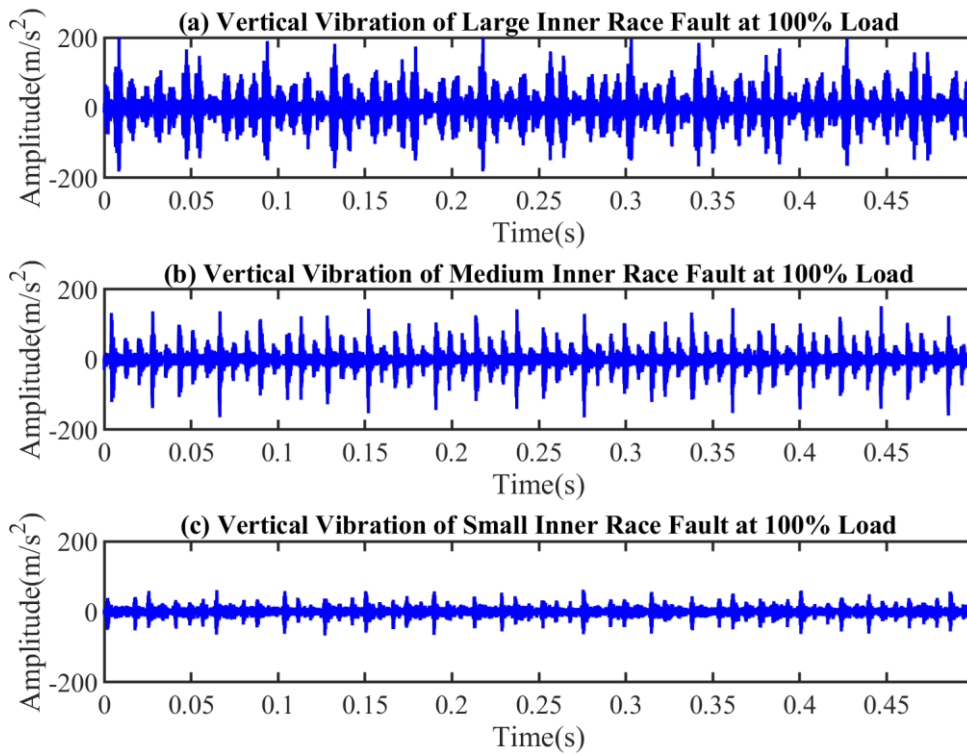 (a) Vertical Vibration of Large Inner Race Fault at 100% Load
Amplitude(m/s²)
200
0
-200
0 0.05 0.1 0.15 0.2 0.25 0.3 0.35 0.4 0.45
Time(s)
(b) Vertical Vibration of Medium Inner Race Fault at 100% Load
Amplitude(m/s²)
200
0
-200
0 0.05 0.1 0.15 0.2 0.25 0.3 0.35 0.4 0.45
Time(s)
(c) Vertical Vibration of Small Inner Race Fault at 100% Load
Amplitude(m/s²)
200
0
-200
0 0.05 0.1 0.15 0.2 0.25 0.3 0.35 0.4 0.45
Time(s)